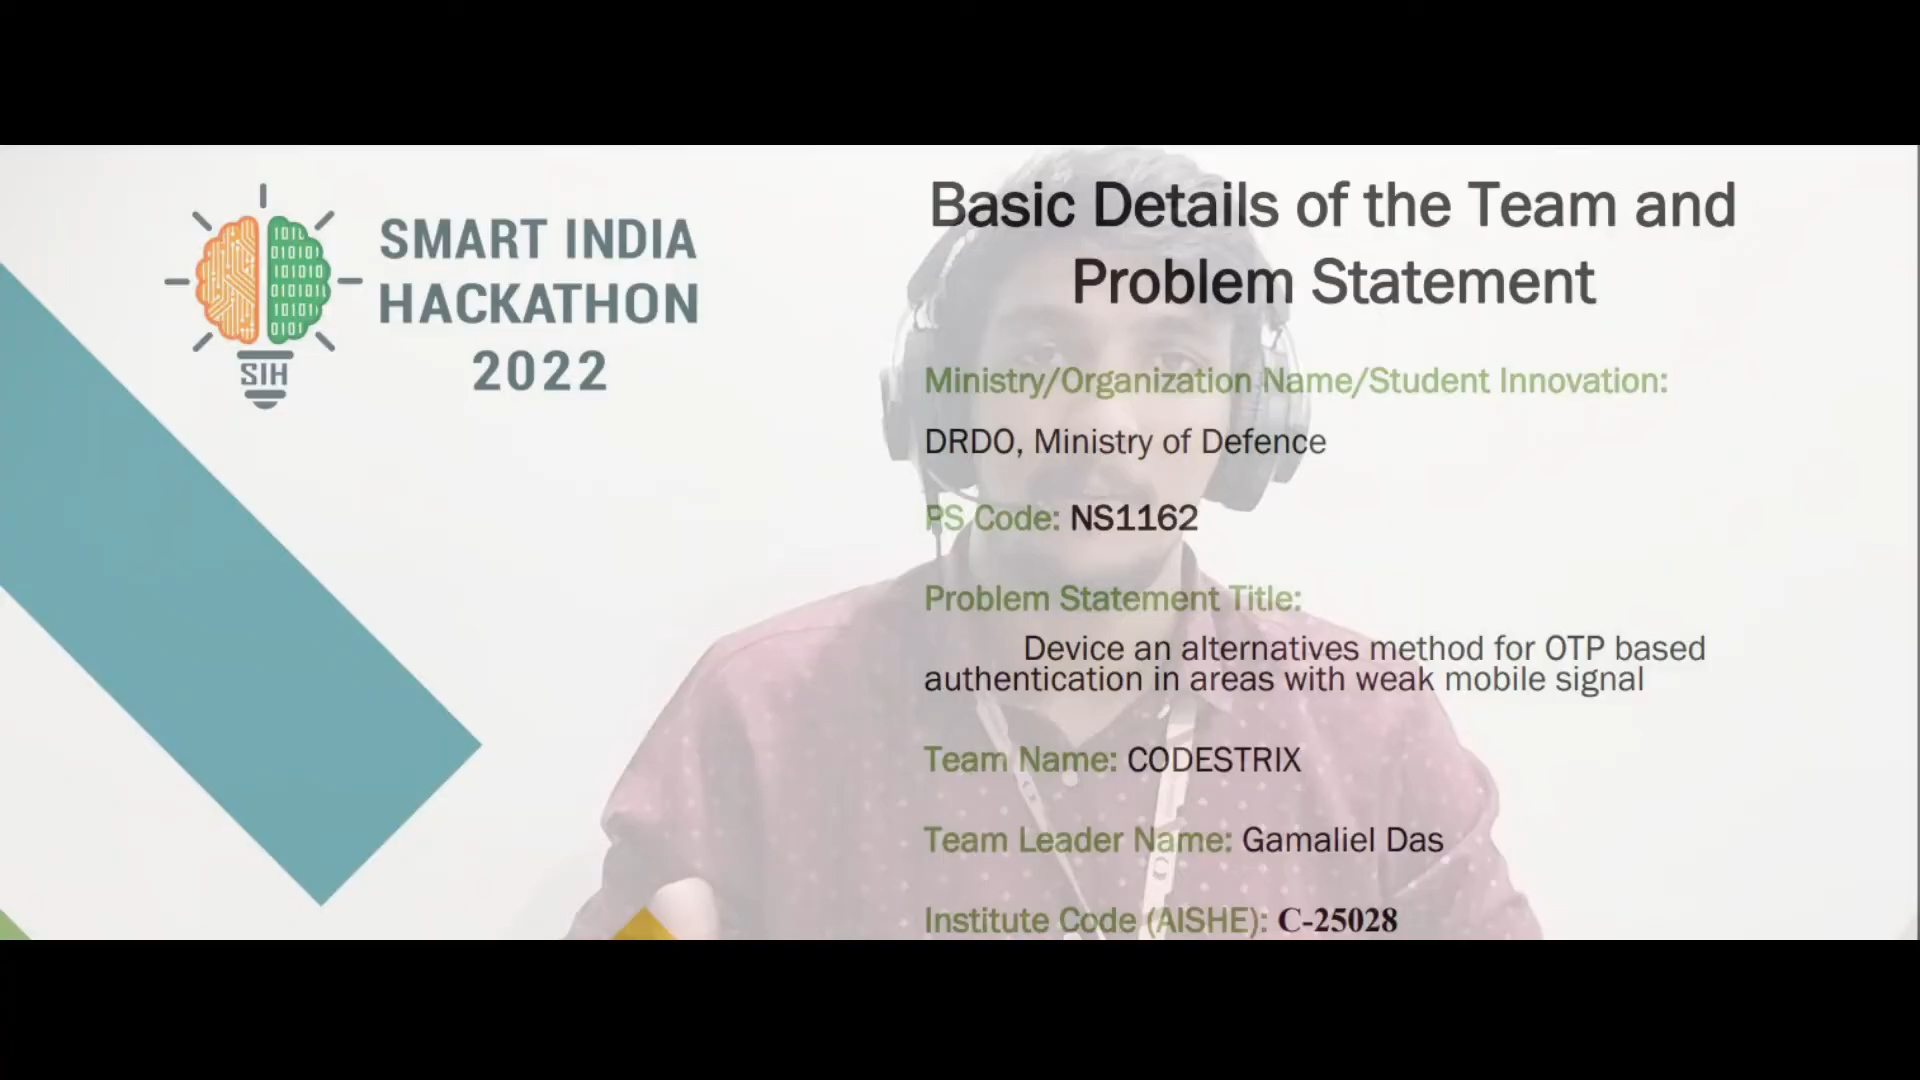 SMART INDIA
HACKATHON
2022
SIH
Basic Details of the Team and
Problem Statement
Ministry/Organization Name/Student Innovation:
DRDO, Ministry of Defence
PS Code: NS1162
Problem Statement Title:
Device an alternatives method for OTP based
authentication in areas with weak mobile signal
Team Name: CODESTRIX
Team Leader Name: Gamaliel Das
Institute Code (AISHE): C-25028